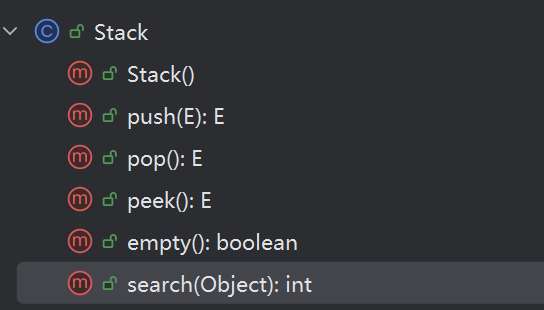 Stack
Stack()
push(E): E
pop(): E
peek(): E
empty(): boolean
search(Object): int